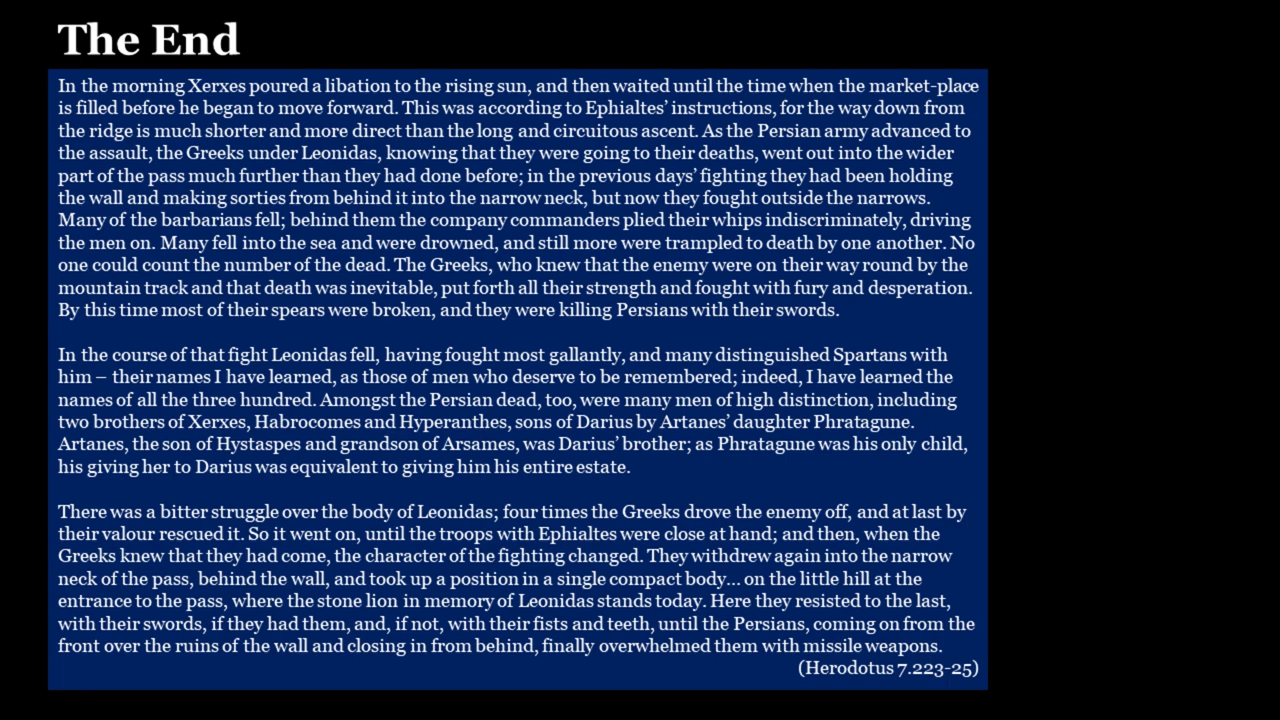 The End
In the morning Xerxes poured a libation to the rising sun, and then waited until the time when the market-place
is filled before he began to move forward. This was according to Ephialtes’ instructions, for the way down from
the ridge is much shorter and more direct than the long and circuitous ascent. As the Persian army advanced to
the assault, the Greeks under Leonidas, knowing that they were going to their deaths, went out into the wider
part of the pass much further than they had done before; in the previous days’ fighting they had been holding
the wall and making sorties from behind it into the narrow neck, but now they fought outside the narrows.
Many of the barbarians fell; behind them the company commanders plied their whips indiscriminately, driving
the men on. Many fell into the sea and were drowned, and still more were trampled to death by one another. No
one could count the number of the dead. The Greeks, who knew that the enemy were on their way round by the
mountain track and that death was inevitable, put forth all their strength and fought with fury and desperation.
By this time most of their spears were broken, and they were killing Persians with their swords.
In the course of that fight Leonidas fell, having fought most gallantly, and many distinguished Spartans with
him – their names I have learned, as those of men who deserve to be remembered; indeed, I have learned the
names of all the three hundred. Amongst the Persian dead, too, were many men of high distinction, including
two brothers of Xerxes, Habrocomes and Hyperanthes, sons of Darius by Artanes’ daughter Phratagune.
Artanes, the son of Hystaspes and grandson of Arsames, was Darius’ brother; as Phratagune was his only child,
his giving her to Darius was equivalent to giving him his entire estate.
There was a bitter struggle over the body of Leonidas; four times the Greeks drove the enemy off, and at last by
their valour rescued it. So it went on, until the troops with Ephialtes were close at hand; and then, when the
Greeks knew that they had come, the character of the fighting changed. They withdrew again into the narrow
neck of the pass, behind the wall, and took up a position in a single compact body... on the little hill at the
entrance to the pass, where the stone lion in memory of Leonidas stands today. Here they resisted to the last,
with their swords, if they had them, and, if not, with their fists and teeth, until the Persians, coming on from the
front over the ruins of the wall and closing in from behind, finally overwhelmed them with missile weapons.
(Herodotus 7.223-25)